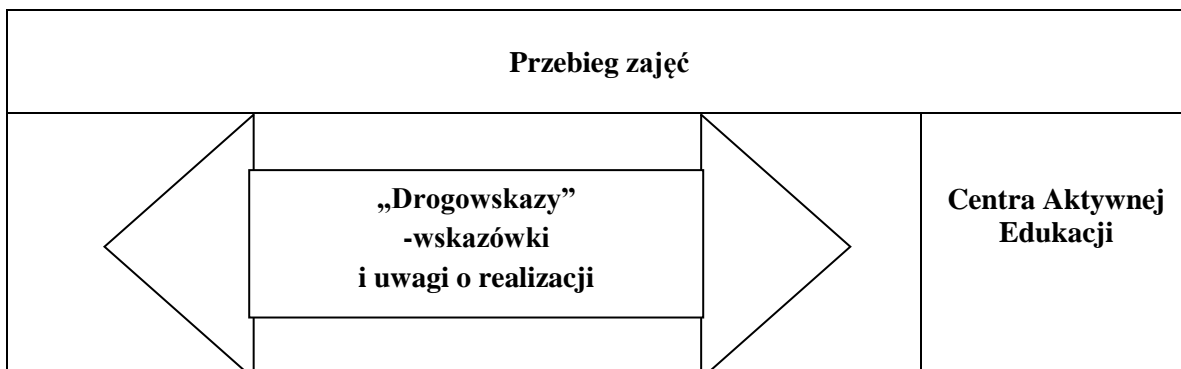 Przebieg zajęć
„Drogowskazy”
-wskazówki
i uwagi o realizacji
Centra Aktywnej
Edukacji